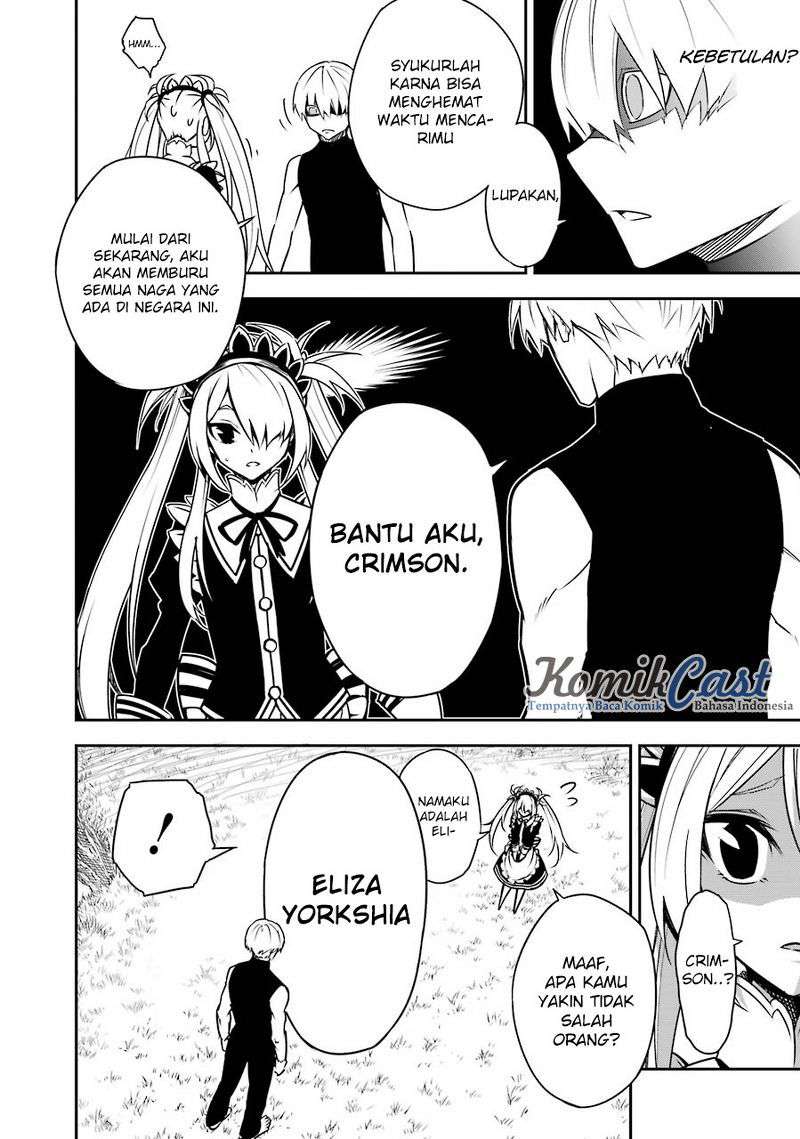 KEBETULAN?
LUPAKAN,
SYUKURLAH
KARNA BISA
MENGHEMAT
WAKTU MENCA-
RIMU
HMM...
MULAI DARI
SEKARANG, AKU
AKAN MEMBURU
SEMUA NAGA YANG
ADA DI NEGARA INI.
BANTU AKU,
CRIMSON.
KomikCast
Tempatnya Baca Komik Bahasa Indonesia
CRIM-
SON..?
MAAF,
APA KAMU
YAKIN TIDAK
SALAH
ORANG?
NAMAKU
ADALAH
ELI-
ELIZA
YORKSHIA
!